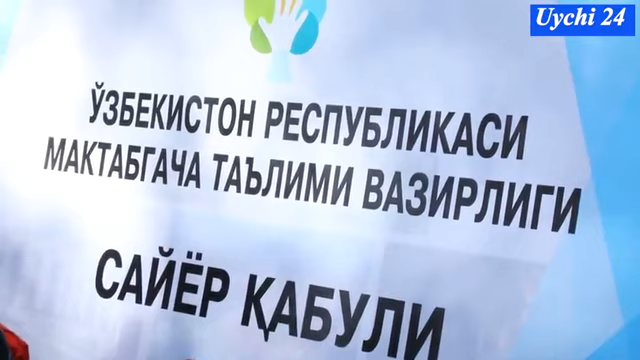 Uychi 24
ЎЗБЕКИСТОН РЕСПУБЛИКАСИ
МАКТАБГАЧА ТАЪЛИМИ ВАЗИРЛИГИ
САЙЁР ҚАБУЛИ